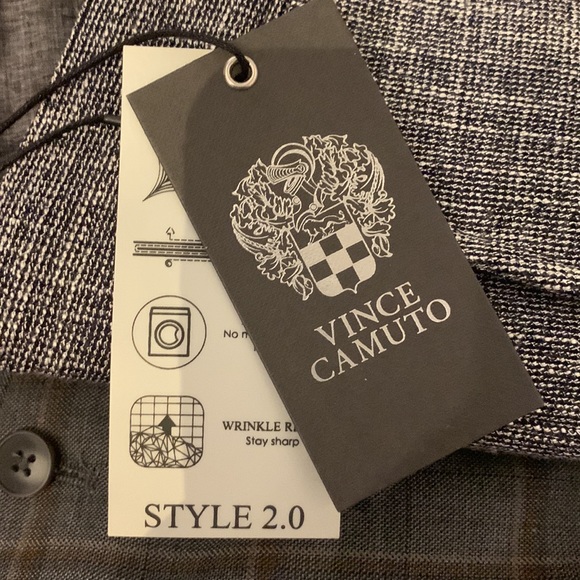 VINCE
CAMUTO
No
WRINKLE
Stay sharp
STYLE 2.0